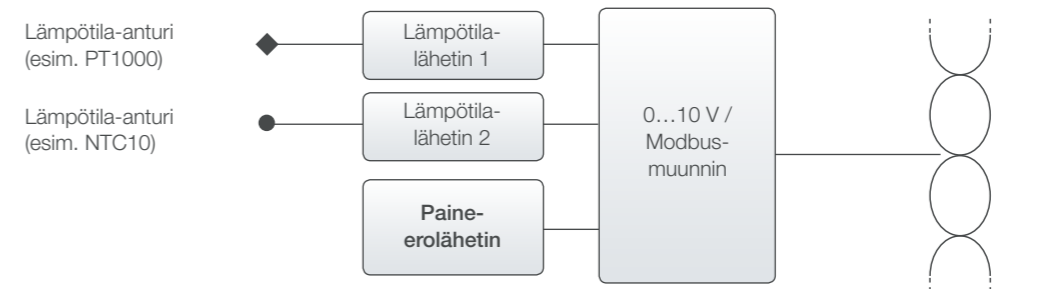 Lämpötila-anturi
(esim. PT1000)
Lämpötila-
lähetin 1
Lämpötila-anturi
(esim. NTC10)
Lämpötila-
lähetin 2
Paine-
erolähetin
0…10 V /
Modbus-
muunnin